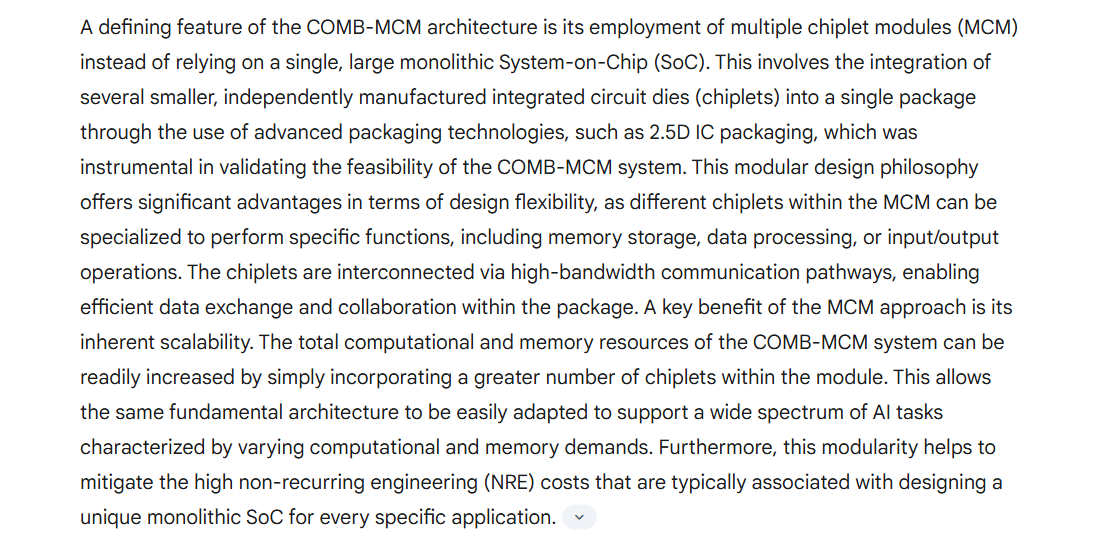 A defining feature of the COMB-MCM architecture is its employment of multiple chiplet modules (MCM)
instead of relying on a single, large monolithic System-on-Chip (SoC). This involves the integration of
several smaller, independently manufactured integrated circuit dies (chiplets) into a single package
through the use of advanced packaging technologies, such as 2.5D IC packaging, which was
instrumental in validating the feasibility of the COMB-MCM system. This modular design philosophy
offers significant advantages in terms of design flexibility, as different chiplets within the MCM can be
specialized to perform specific functions, including memory storage, data processing, or input/output
operations. The chiplets are interconnected via high-bandwidth communication pathways, enabling
efficient data exchange and collaboration within the package. A key benefit of the MCM approach is its
inherent scalability. The total computational and memory resources of the COMB-MCM system can be
readily increased by simply incorporating a greater number of chiplets within the module. This allows
the same fundamental architecture to be easily adapted to support a wide spectrum of AI tasks
characterized by varying computational and memory demands. Furthermore, this modularity helps to
mitigate the high non-recurring engineering (NRE) costs that are typically associated with designing a
unique monolithic SoC for every specific application.